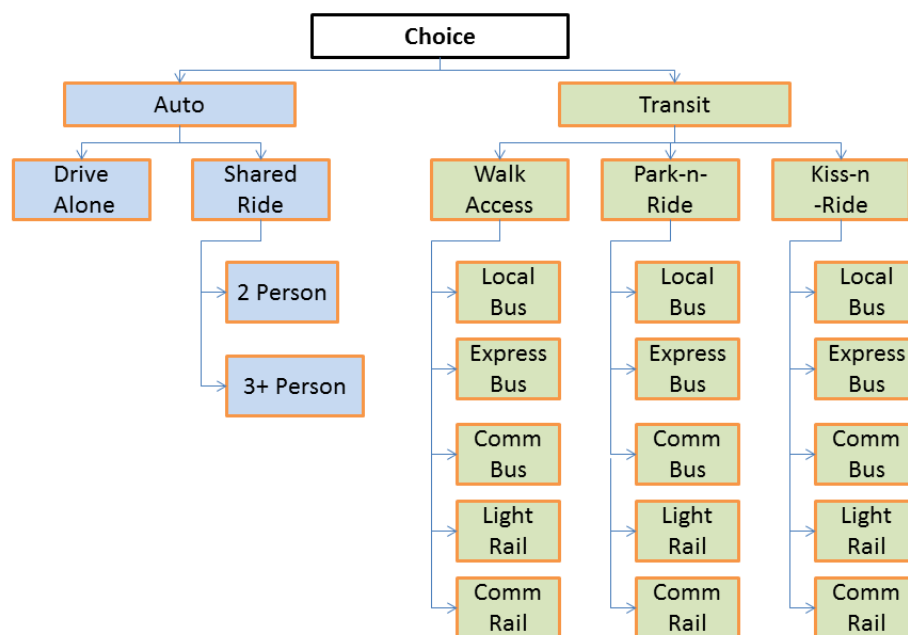 Choice
Auto
Transit
Drive
Alone
Shared
Ride
Walk
Access
Park-n-
Ride
Kiss-n
-Ride
2 Person
3+ Person
Local
Bus
Express
Bus
Comm
Bus
Light
Rail
Comm
Rail
Local
Bus
Express
Bus
Comm
Bus
Light
Rail
Comm
Rail
Local
Bus
Express
Bus
Comm
Bus
Light
Rail
Comm
Rail